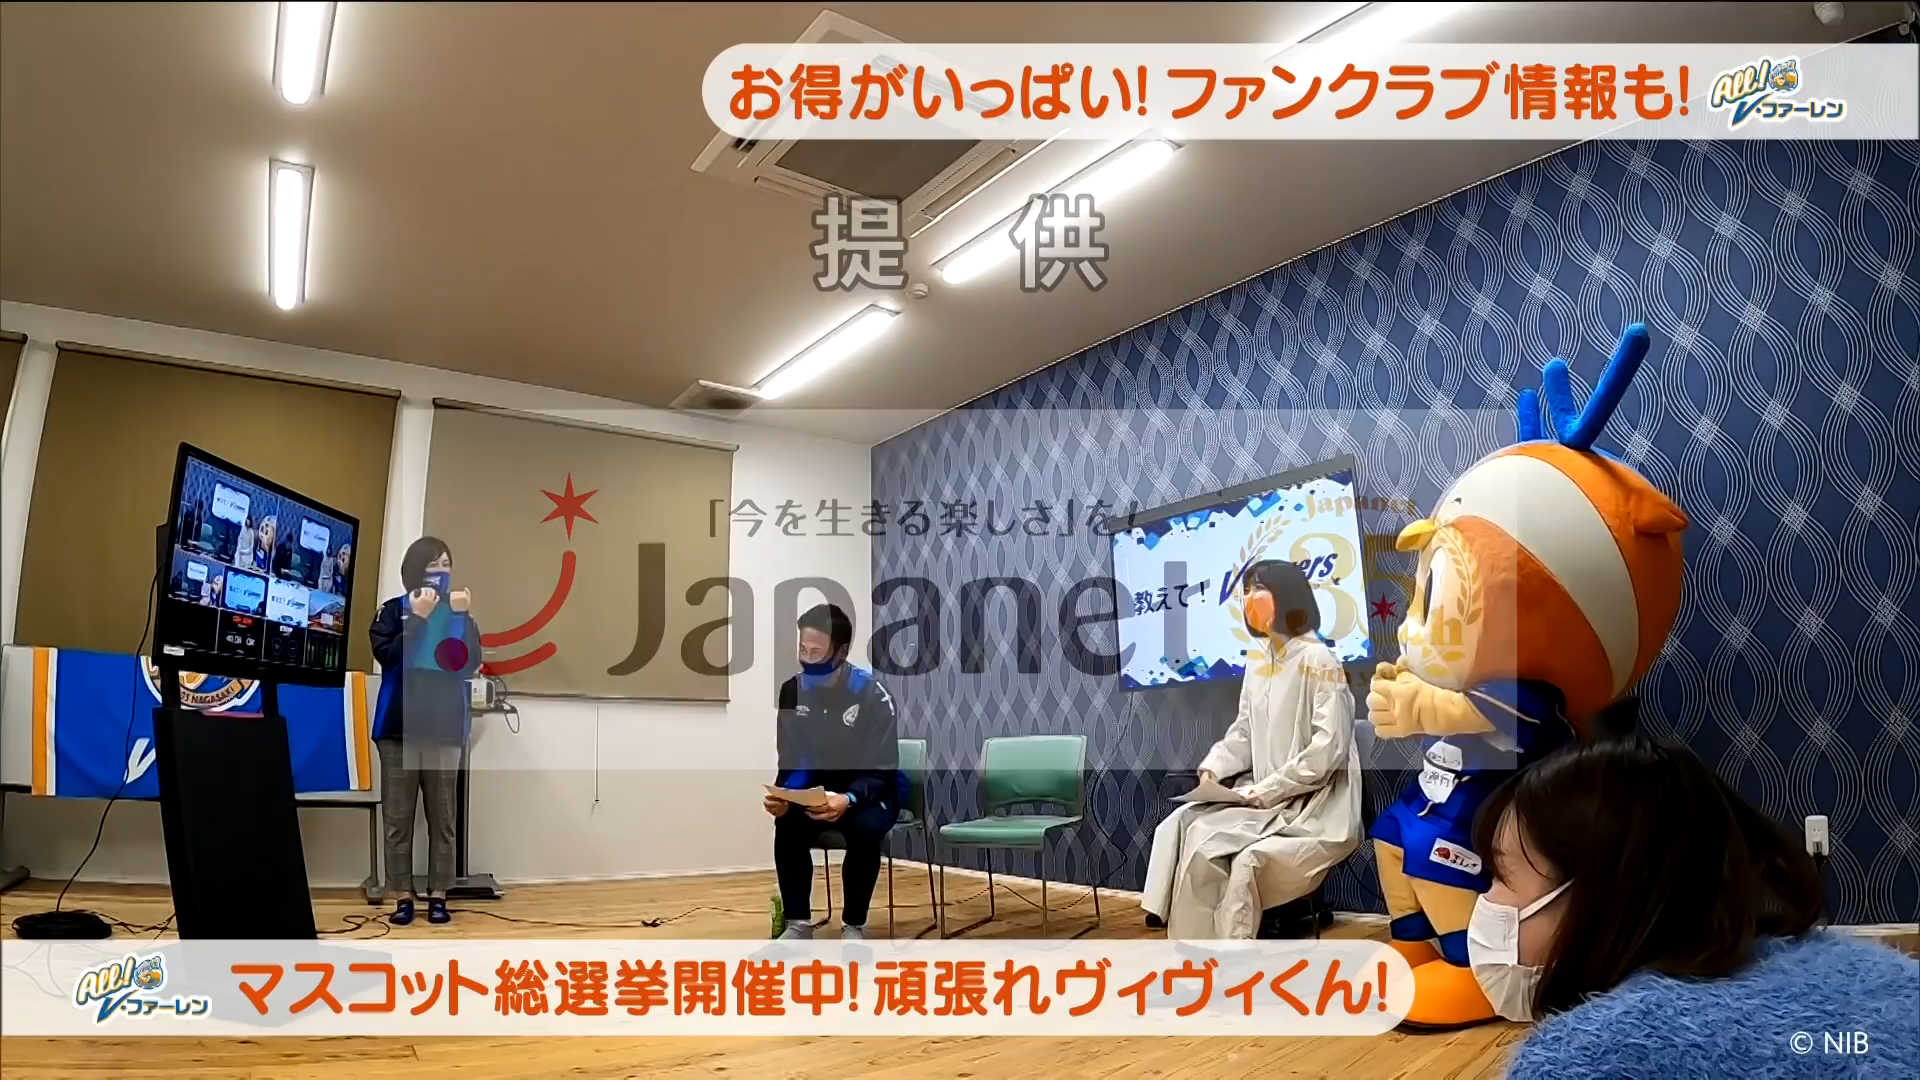 お得がいっぱい!ファンクラブ情報も!
All!
V・ファーレン
提 供
「今を生きる楽しさ」を!
Japanet
Japanet
35th
教えて!
NAGASAKI
All!
V・ファーレン
マスコット総選挙開催中!頑張れヴィヴィくん!
© NIB